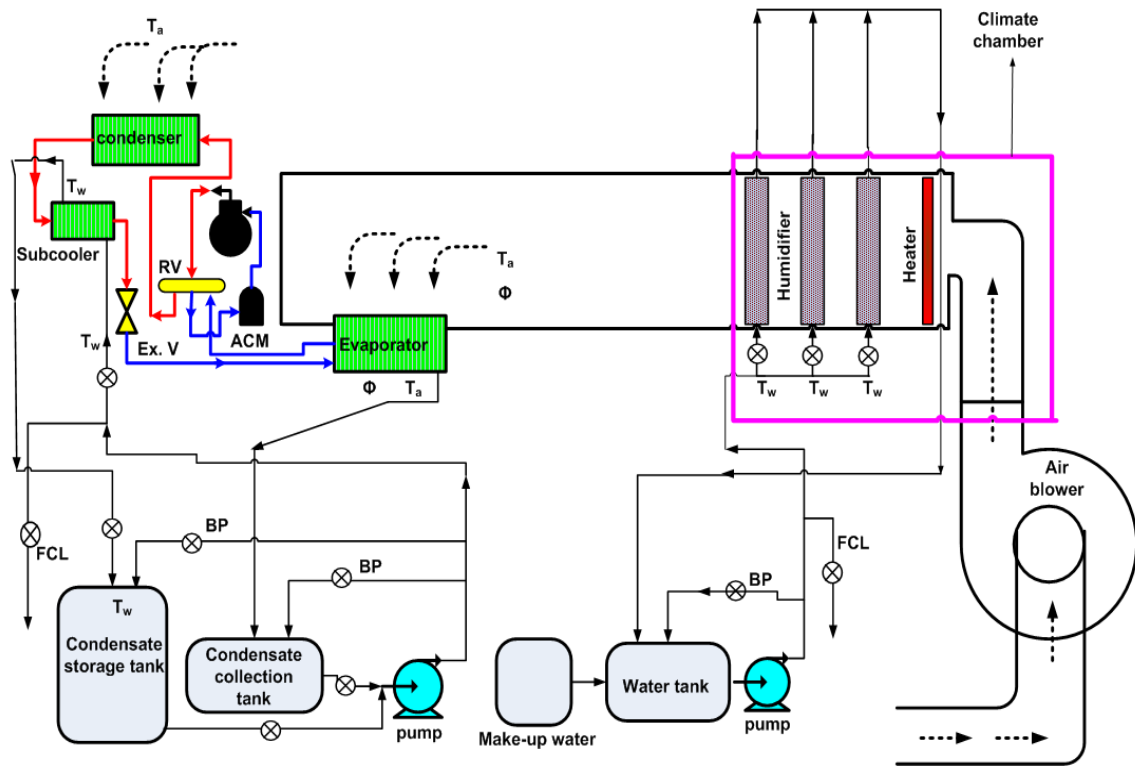 Ta
Climate
chamber
condenser
Tw
Subcooler
RV
Ta
Φ
Humidifier
Heater
Tw
Ex. V
ACM
Evaporator
Φ
Ta
Tw
Tw
Tw
Air
blower
FCL
BP
BP
FCL
BP
Tw
Condensate
storage tank
Condensate
collection
tank
Water tank
pump
Make-up water
pump